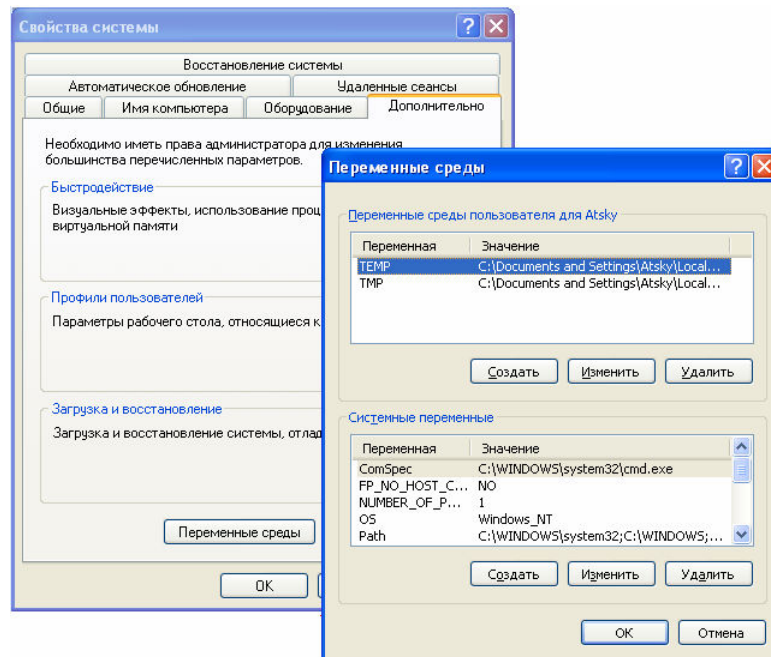 Свойства системы
Восстановление системы
Автоматическое обновление Удаленные сеансы
Общие Имя компьютера Оборудование Дополнительно
Необходимо иметь права администратора для изменения
большинства перечисленных параметров.
Быстродействие
Визуальные эффекты, использование проц
виртуальной памяти
Профили пользователей
Параметры рабочего стола, относящиеся к
Загрузка и восстановление
Загрузка и восстановление системы, отлад
Переменные среды
OK
Переменные среды
Переменные среды пользователя для Atsky
Переменная Значение
TEMP C:\Documents and Settings\Atsky\Local...
TMP C:\Documents and Settings\Atsky\Local...
Создать Изменить Удалить
Системные переменные
Переменная Значение
ComSpec C:\WINDOWS\system32\cmd.exe
FP_NO_HOST_C... NO
NUMBER_OF_P... 1
OS Windows_NT
Path C:\WINDOWS\system32;C:\WINDOWS;...
Создать Изменить Удалить
OK Отмена